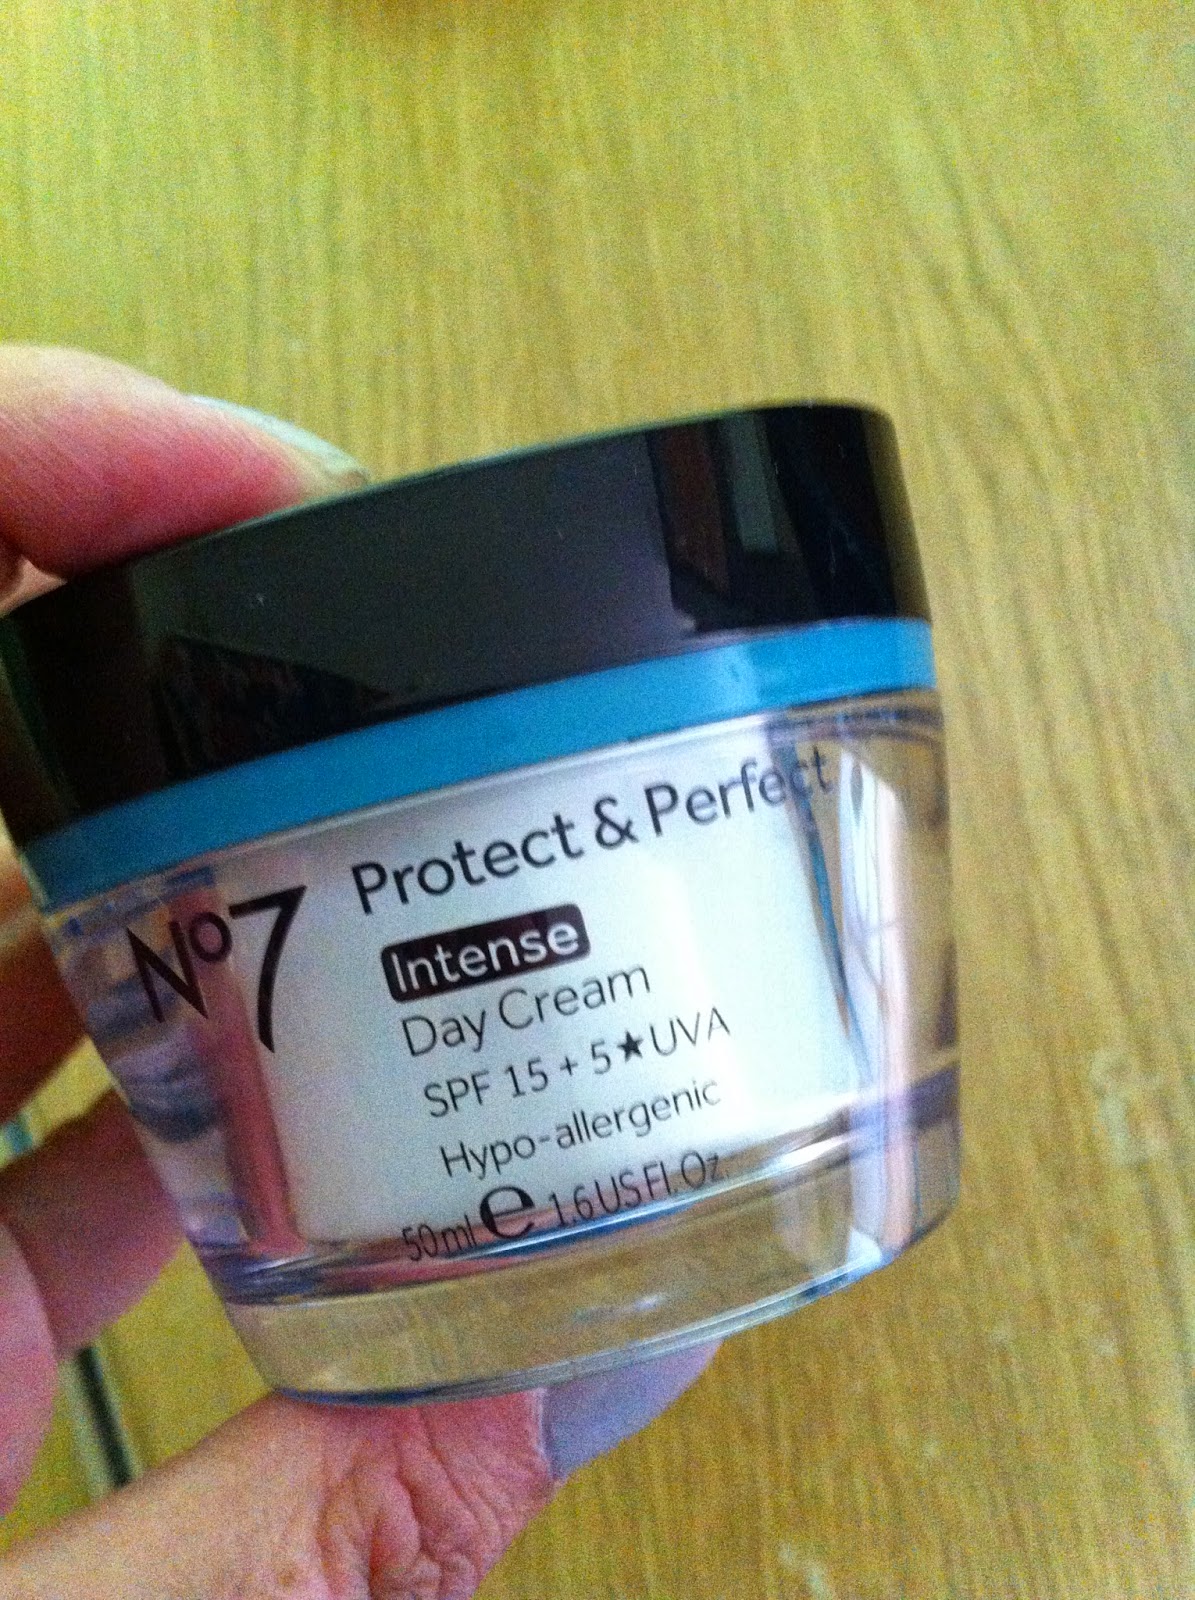 No7
Protect & Perfect
Intense
Day Cream
SPF 15 + 5★UVA
Hypo-allergenic
50ml e 1.6 US Fl. Oz.